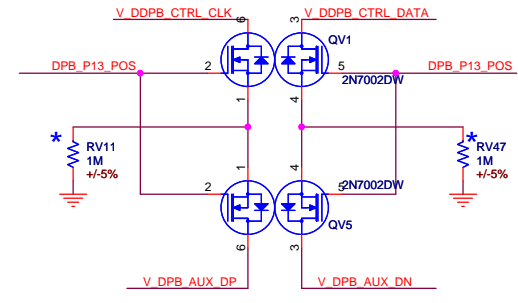 V_DDPB_CTRL_CLK 6 3 V_DDPB_CTRL_DATA
QV1
DPB_P13_POS 2 5 DPB_P13_POS
2N7002DW
1 4
* *
RV11 RV47
1M 1M
+/-5% +/-5%
1 4
2 5 2N7002DW
QV5
6 3
V_DPB_AUX_DP V_DPB_AUX_DN